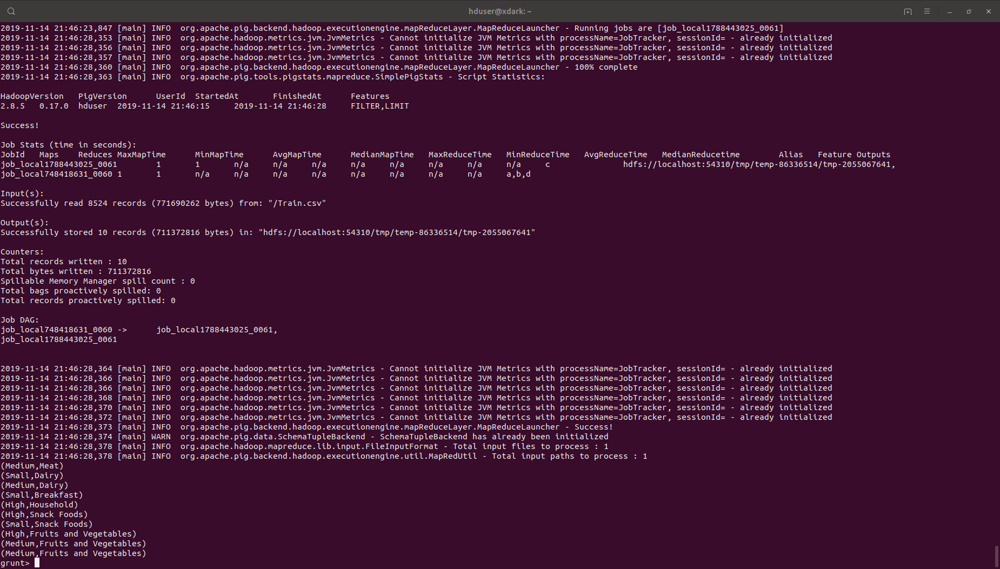 hduser@xdark: ~
2019-11-14 21:46:23,847 [main] INFO  org.apache.pig.backend.hadoop.executionengine.mapReduceLayer.MapReduceLauncher - Running jobs are [job_local1788443025_0061]
2019-11-14 21:46:28,353 [main] INFO  org.apache.hadoop.metrics.jvm.JvmMetrics - Cannot initialize JVM Metrics with processName=JobTracker, sessionId= - already initialized
2019-11-14 21:46:28,356 [main] INFO  org.apache.hadoop.metrics.jvm.JvmMetrics - Cannot initialize JVM Metrics with processName=JobTracker, sessionId= - already initialized
2019-11-14 21:46:28,357 [main] INFO  org.apache.hadoop.metrics.jvm.JvmMetrics - Cannot initialize JVM Metrics with processName=JobTracker, sessionId= - already initialized
2019-11-14 21:46:28,360 [main] INFO  org.apache.pig.backend.hadoop.executionengine.mapReduceLayer.MapReduceLauncher - 100% complete
2019-11-14 21:46:28,363 [main] INFO  org.apache.pig.tools.pigstats.mapreduce.SimplePigStats - Script Statistics:
HadoopVersion   PigVersion      UserId  StartedAt       FinishedAt      Features
2.8.5   0.17.0  hduser  2019-11-14 21:46:15     2019-11-14 21:46:28     FILTER,LIMIT
Success!
Job Stats (time in seconds):
JobId   Maps    Reduces MaxMapTime      MinMapTime      AvgMapTime      MedianMapTime   MaxReduceTime   MinReduceTime   AvgReduceTime   MedianReducetime        Alias   Feature Outputs
job_local1788443025_0061        1       1       n/a     n/a     n/a     n/a     n/a     n/a     n/a     n/a     c               hdfs://localhost:54310/tmp/temp-86336514/tmp-2055067641,
job_local748418631_0060 1       1       n/a     n/a     n/a     n/a     n/a     n/a     n/a     n/a     a,b,d
Input(s):
Successfully read 8524 records (771690262 bytes) from: "/Train.csv"
Output(s):
Successfully stored 10 records (711372816 bytes) in: "hdfs://localhost:54310/tmp/temp-86336514/tmp-2055067641"
Counters:
Total records written : 10
Total bytes written : 711372816
Spillable Memory Manager spill count : 0
Total bags proactively spilled: 0
Total records proactively spilled: 0
Job DAG:
job_local748418631_0060 ->      job_local1788443025_0061,
job_local1788443025_0061
2019-11-14 21:46:28,364 [main] INFO  org.apache.hadoop.metrics.jvm.JvmMetrics - Cannot initialize JVM Metrics with processName=JobTracker, sessionId= - already initialized
2019-11-14 21:46:28,366 [main] INFO  org.apache.hadoop.metrics.jvm.JvmMetrics - Cannot initialize JVM Metrics with processName=JobTracker, sessionId= - already initialized
2019-11-14 21:46:28,366 [main] INFO  org.apache.hadoop.metrics.jvm.JvmMetrics - Cannot initialize JVM Metrics with processName=JobTracker, sessionId= - already initialized
2019-11-14 21:46:28,368 [main] INFO  org.apache.hadoop.metrics.jvm.JvmMetrics - Cannot initialize JVM Metrics with processName=JobTracker, sessionId= - already initialized
2019-11-14 21:46:28,370 [main] INFO  org.apache.hadoop.metrics.jvm.JvmMetrics - Cannot initialize JVM Metrics with processName=JobTracker, sessionId= - already initialized
2019-11-14 21:46:28,372 [main] INFO  org.apache.hadoop.metrics.jvm.JvmMetrics - Cannot initialize JVM Metrics with processName=JobTracker, sessionId= - already initialized
2019-11-14 21:46:28,373 [main] INFO  org.apache.pig.backend.hadoop.executionengine.mapReduceLayer.MapReduceLauncher - Success!
2019-11-14 21:46:28,374 [main] WARN  org.apache.pig.data.SchemaTupleBackend - SchemaTupleBackend has already been initialized
2019-11-14 21:46:28,378 [main] INFO  org.apache.hadoop.mapreduce.lib.input.FileInputFormat - Total input files to process : 1
2019-11-14 21:46:28,378 [main] INFO  org.apache.pig.backend.hadoop.executionengine.util.MapRedUtil - Total input paths to process : 1
(Medium,Meat)
(Small,Dairy)
(Medium,Dairy)
(Small,Breakfast)
(High,Household)
(High,Snack Foods)
(Small,Snack Foods)
(High,Fruits and Vegetables)
(Medium,Fruits and Vegetables)
(Medium,Fruits and Vegetables)
grunt>